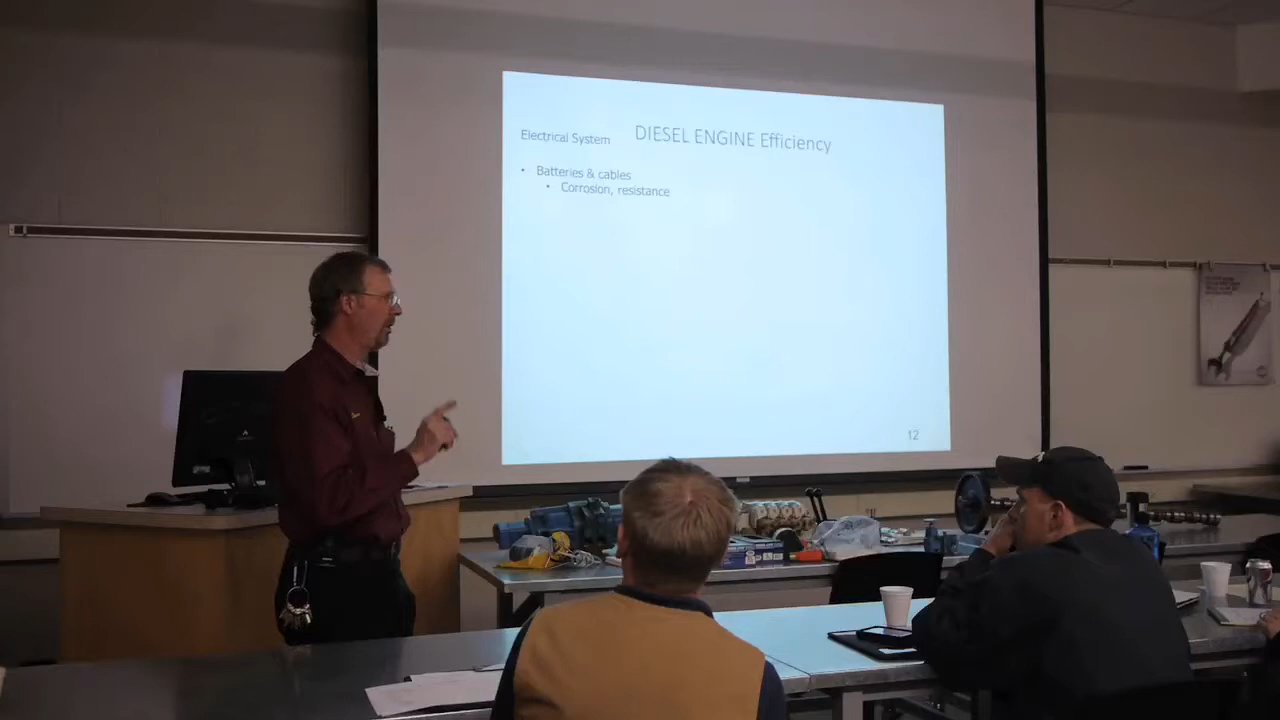 DIESEL ENGINE Efficiency
Electrical System
• Batteries & cables
• Corrosion, resistance
12